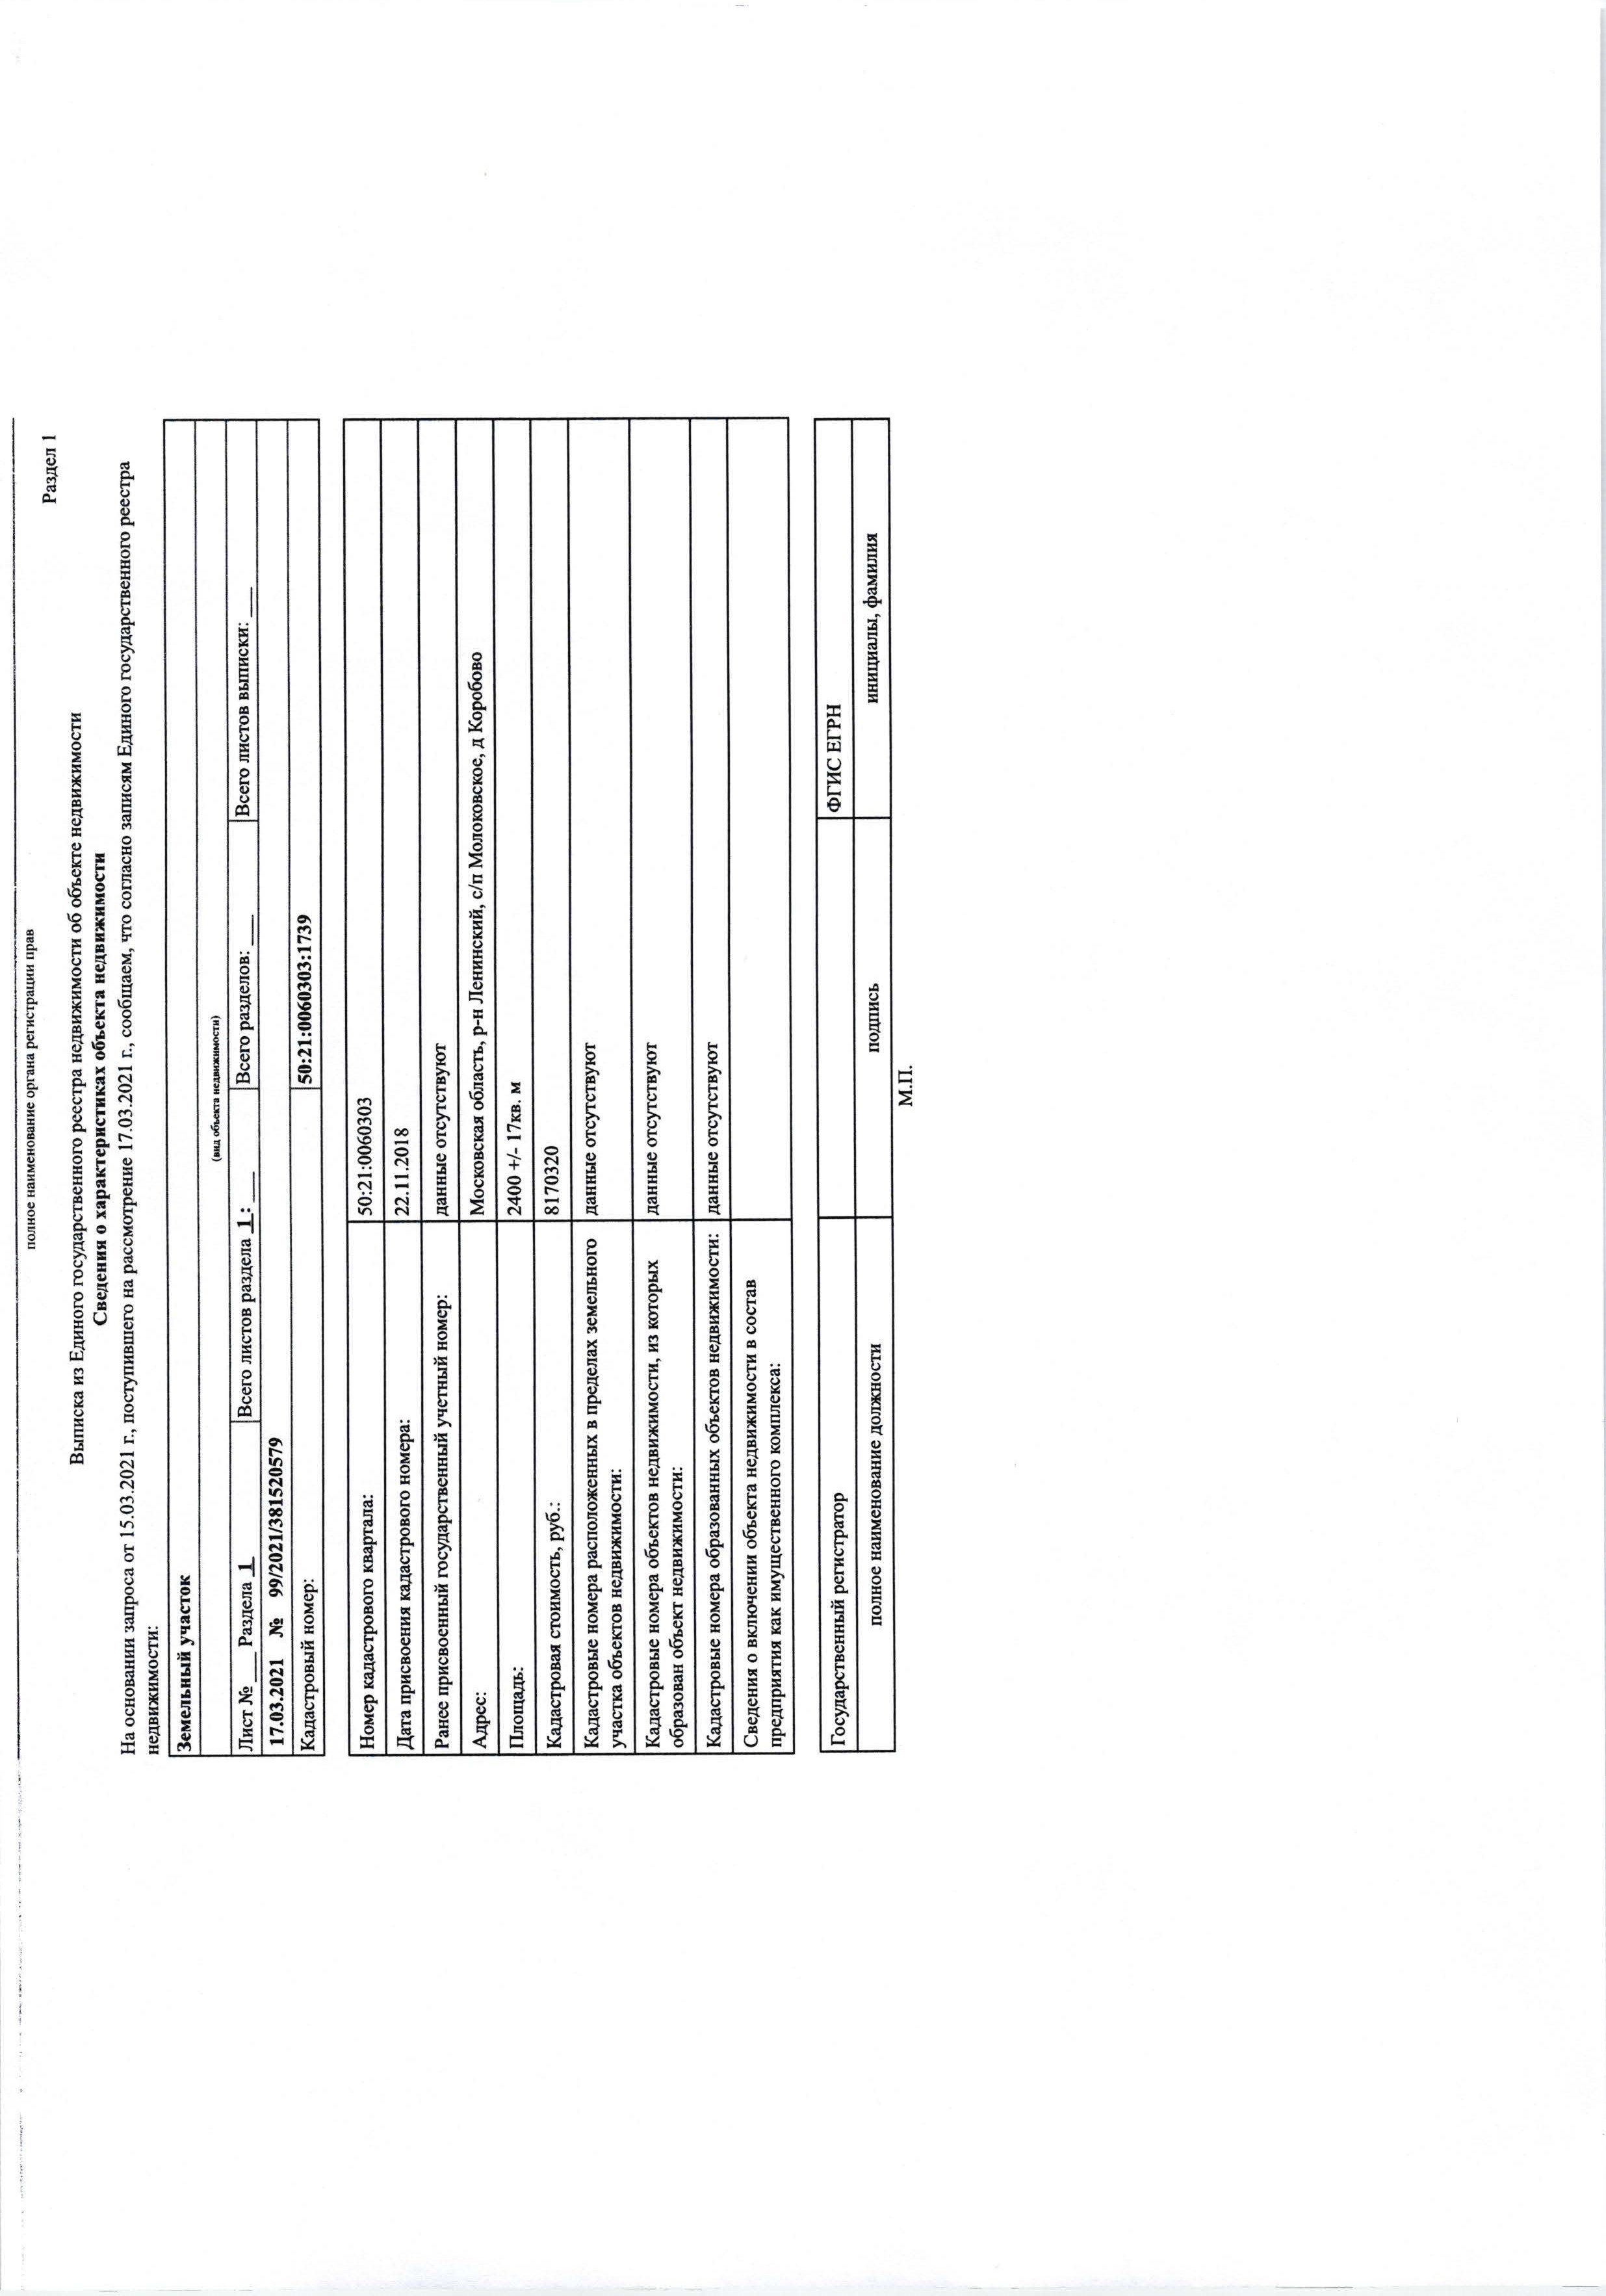 полное наименование органа регистрации прав
Раздел 1
Выписка из Единого государственного реестра недвижимости об объекте недвижимости
Сведения о характеристиках объекта недвижимости
На основании запроса от 15.03.2021 г., поступившего на рассмотрение 17.03.2021 г., сообщаем, что согласно записям Единого государственного реестра
недвижимости:
Земельный участок
(вид объекта недвижимости)
Лист № ___ Раздела 1 Всего листов раздела 1 : ___ Всего разделов: ___ Всего листов выписки: ___
17.03.2021 № 99/2021/381520579
Кадастровый номер: 50:21:0060303:1739
Номер кадастрового квартала: 50:21:0060303
Дата присвоения кадастрового номера: 22.11.2018
Ранее присвоенный государственный учетный номер: данные отсутствуют
Адрес: Московская область, р-н Ленинский, с/п Молоковское, д Коробово
Площадь: 2400 +/- 17кв. м
Кадастровая стоимость, руб.: 8170320
Кадастровые номера расположенных в пределах земельного данные отсутствуют
участка объектов недвижимости:
Кадастровые номера объектов недвижимости, из которых данные отсутствуют
образован объект недвижимости:
Кадастровые номера образованных объектов недвижимости: данные отсутствуют
Сведения о включении объекта недвижимости в состав
предприятия как имущественного комплекса:
Государственный регистратор ФГИС ЕГРН
полное наименование должности подпись инициалы, фамилия
М.П.